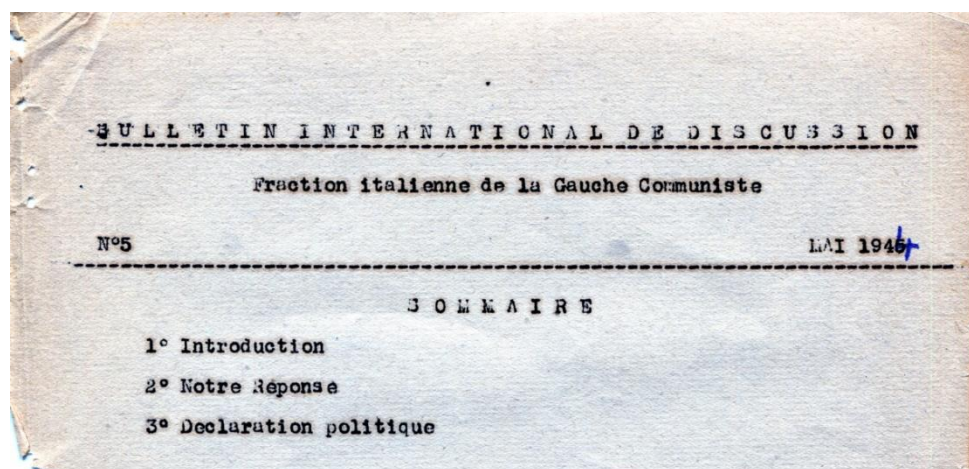 BULLETIN INTERNATIONAL DE DISCUSSION
Fraction italienne de la Gauche Communiste
N°5 MAI 1944
SOMMAIRE
1° Introduction
2° Notre Réponse
3° Declaration politique